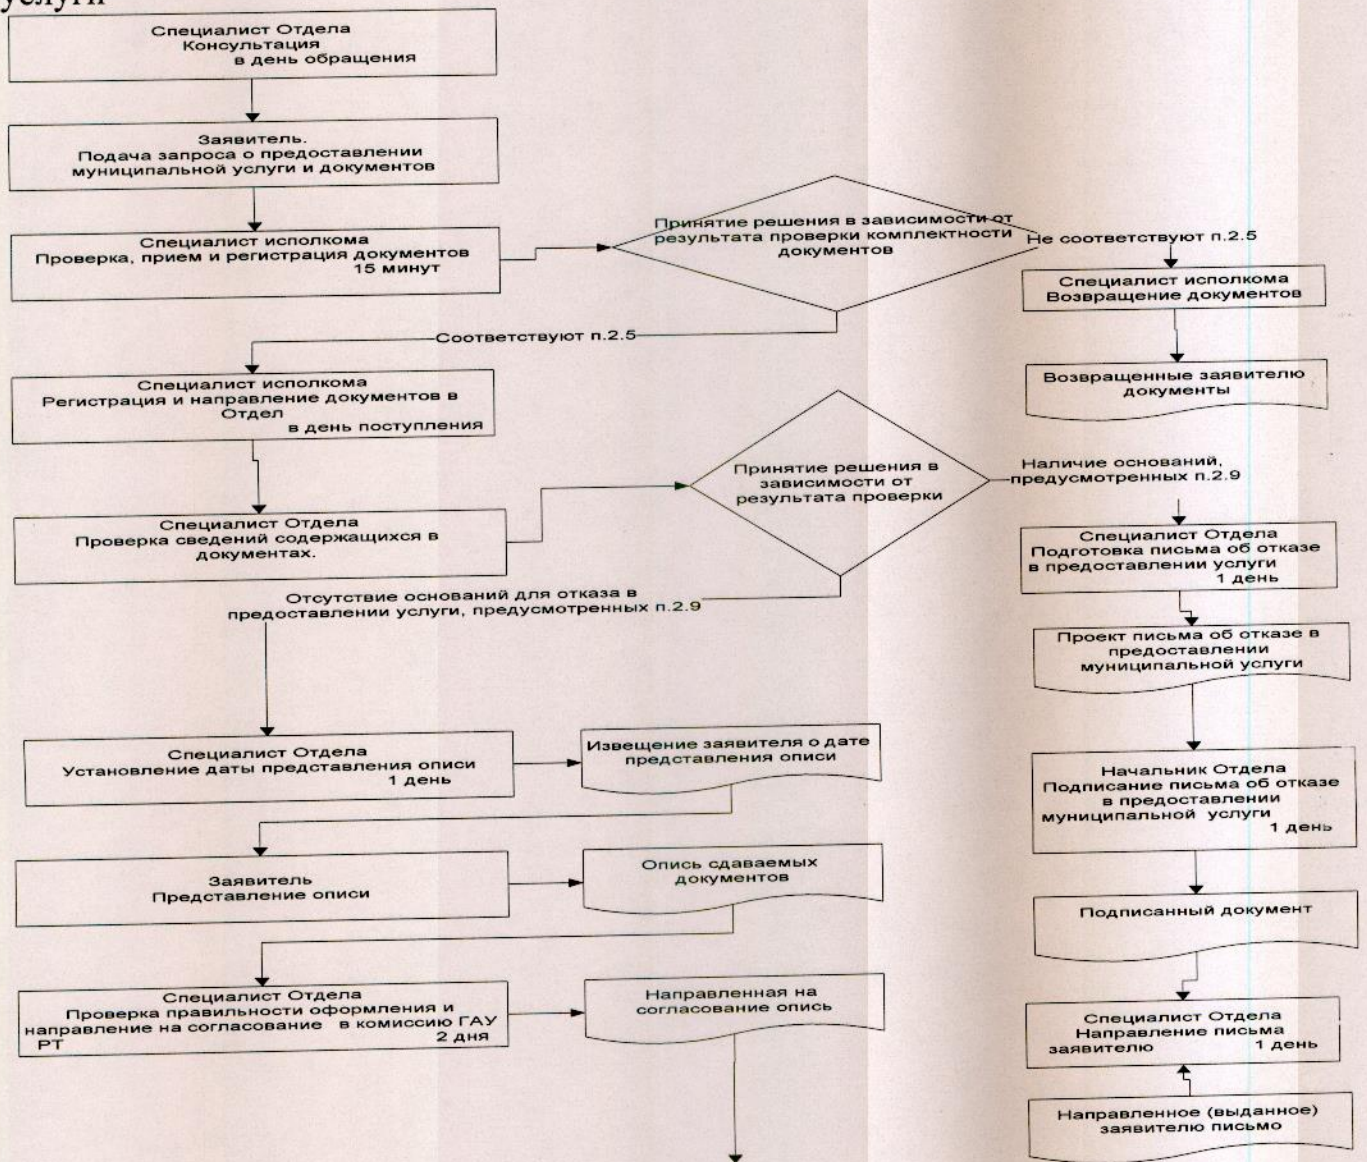 услуги
Специалист Отдела
Консультация
в день обращения
Заявитель.
Подача запроса о предоставлении
муниципальной услуги и документов
Специалист исполкома
Проверка, прием и регистрация документов
15 минут
Принятие решения в зависимости от
результата проверки комплектности
документов
Не соответствуют п.2.5
Специалист исполкома
Возвращение документов
Возвращенные заявителю
документы
Соответствуют п.2.5
Специалист исполкома
Регистрация и направление документов в
Отдел
в день поступления
Специалист Отдела
Проверка сведений содержащихся в
документах.
Принятие решения в
зависимости от
результата проверки
Наличие оснований,
предусмотренных п.2.9
Специалист Отдела
Подготовка письма об отказе
в предоставлении услуги
1 день
Проект письма об отказе в
предоставлении
муниципальной услуги
Начальник Отдела
Подписание письма об отказе
в предоставлении
муниципальной услуги
1 день
Подписанный документ
Специалист Отдела
Направление письма
заявителю 1 день
Направленное (выданное)
заявителю письмо
Отсутствие оснований для отказа в
предоставлении услуги, предусмотренных п.2.9
Специалист Отдела
Установление даты представления описи
1 день
Извещение заявителя о дате
представления описи
Заявитель
Представление описи
Опись сдаваемых
документов
Специалист Отдела
Проверка правильности оформления и
направление на согласование в комиссию ГАУ
РТ 2 дня
Направленная на
согласование опись